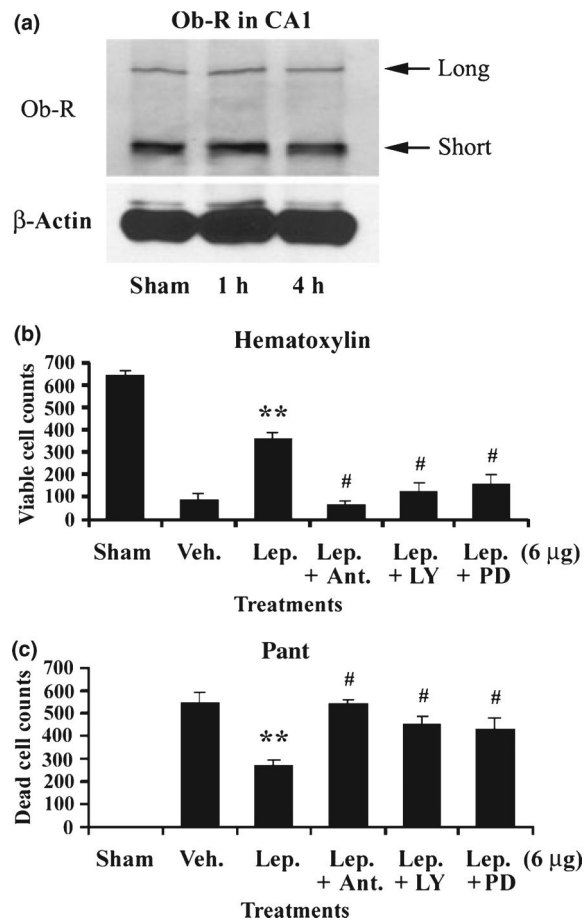 (a)
Ob-R in CA1
Long
Ob-R
Short
β-Actin
Sham 1 h 4 h
(b)
Hematoxylin
700
600
**
500
400
300
200
100
0
#
#
#
Viable cell counts
Sham Veh. Lep. Lep. Lep. Lep. (6 μg)
+ Ant. + LY + PD
Treatments
(c)
Pant
700
600
500
400
300
200
100
0
#
#
#
**
Dead cell counts
Sham Veh. Lep. Lep. Lep. Lep. (6 μg)
+ Ant. + LY + PD
Treatments